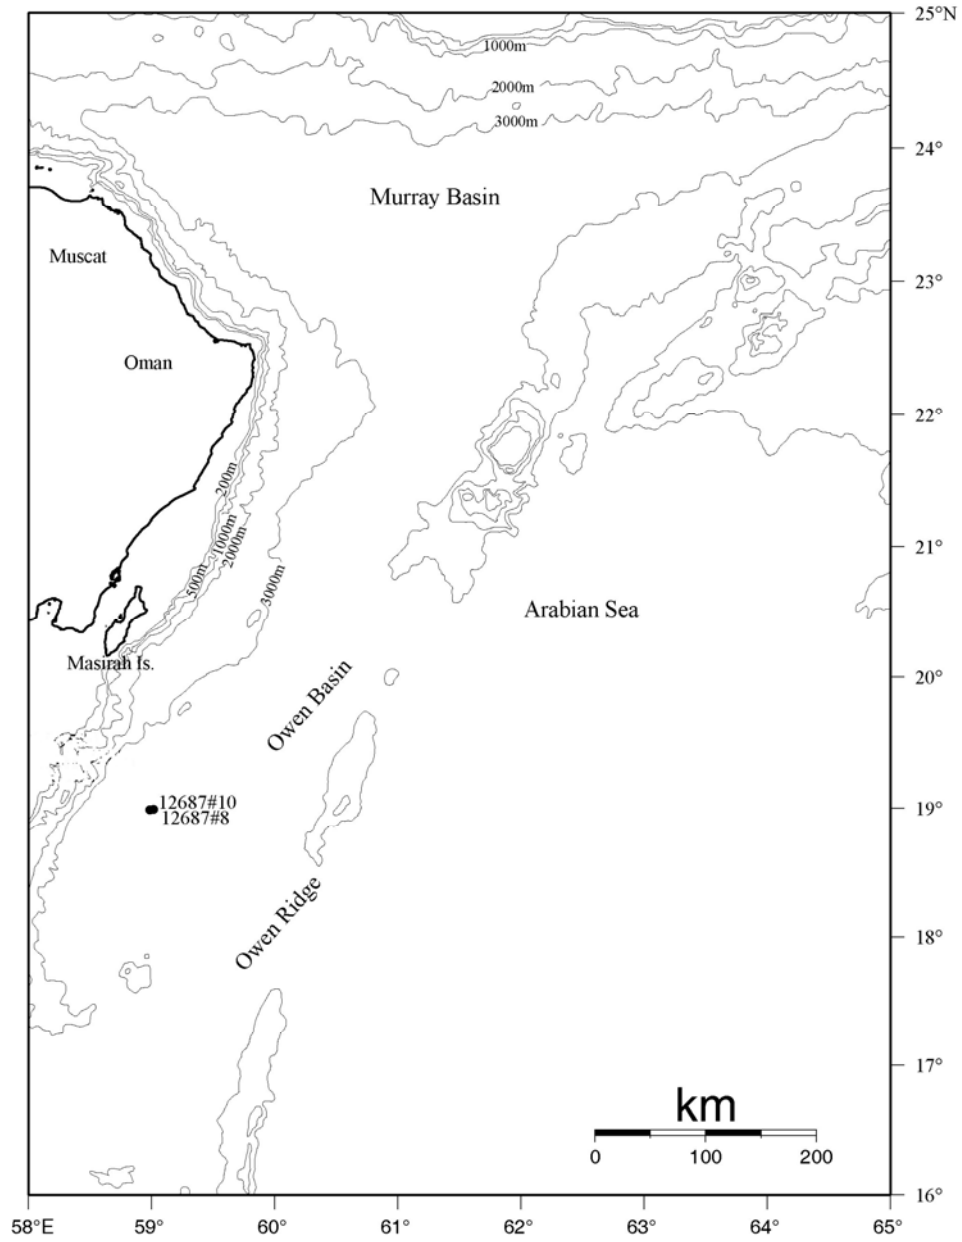 25°N
1000m
2000m
3000m
24°
Murray Basin
Muscat
23°
Oman
22°
200m
1000m
2000m
21°
500m
3000m
Arabian Sea
Masirah Is.
20°
Owen Basin
12687#10
19°
12687#8
Owen Ridge
18°
17°
km
0 100 200
16°
58°E 59° 60° 61° 62° 63° 64° 65°